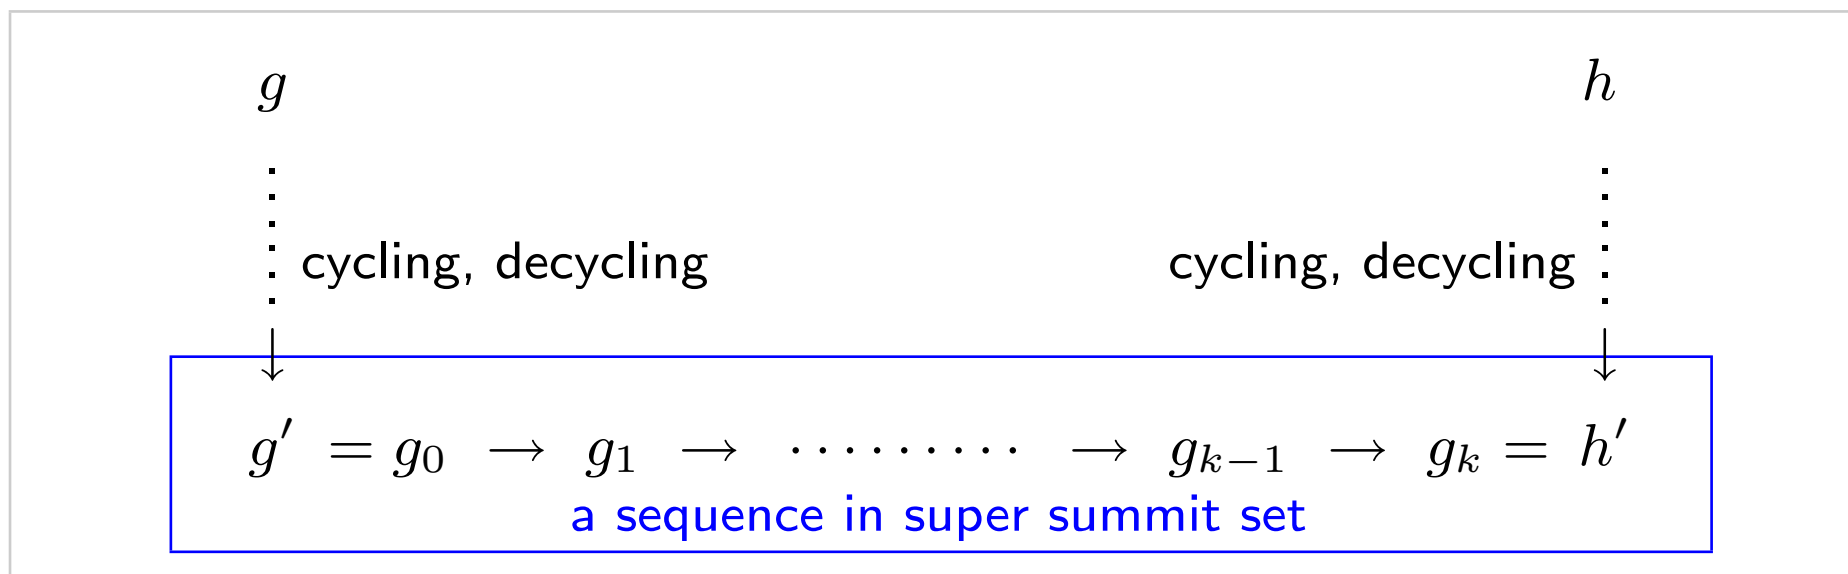 g h
cycling, decycling cycling, decycling
g′ = g₀ → g₁ → ········· → gₖ₋₁ → gₖ = h′
a sequence in super summit set